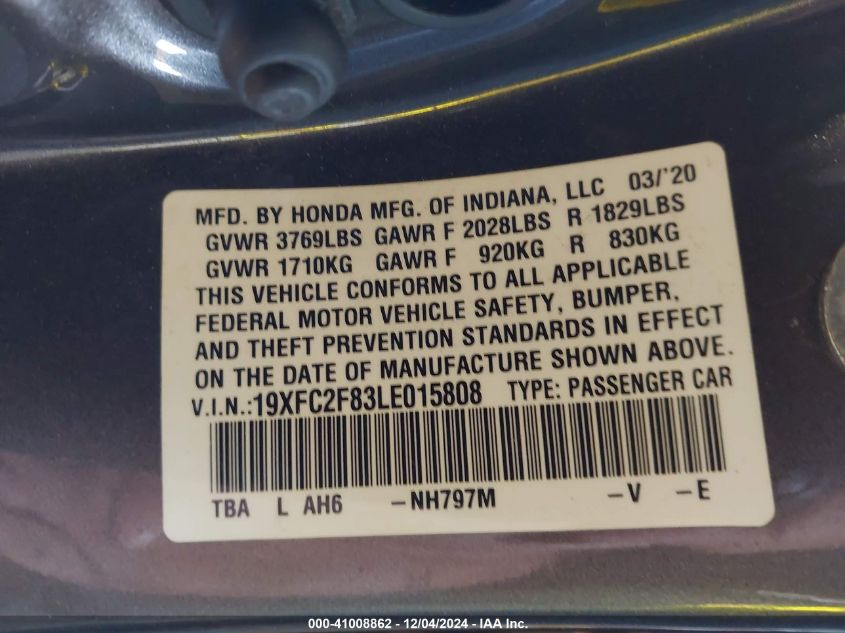 MFD. BY HONDA MFG. OF INDIANA, LLC 03/'20
GVWR 3769LBS GAWR F 2028LBS R 1829LBS
GVWR 1710KG GAWR F 920KG R 830KG
THIS VEHICLE CONFORMS TO ALL APPLICABLE
FEDERAL MOTOR VEHICLE SAFETY, BUMPER,
AND THEFT PREVENTION STANDARDS IN EFFECT
ON THE DATE OF MANUFACTURE SHOWN ABOVE.
V.I.N.:19XFC2F83LE015808 TYPE: PASSENGER CAR
TBA L AH6 -NH797M -V -E
000-41008862 - 12/04/2024 - IAA Inc.